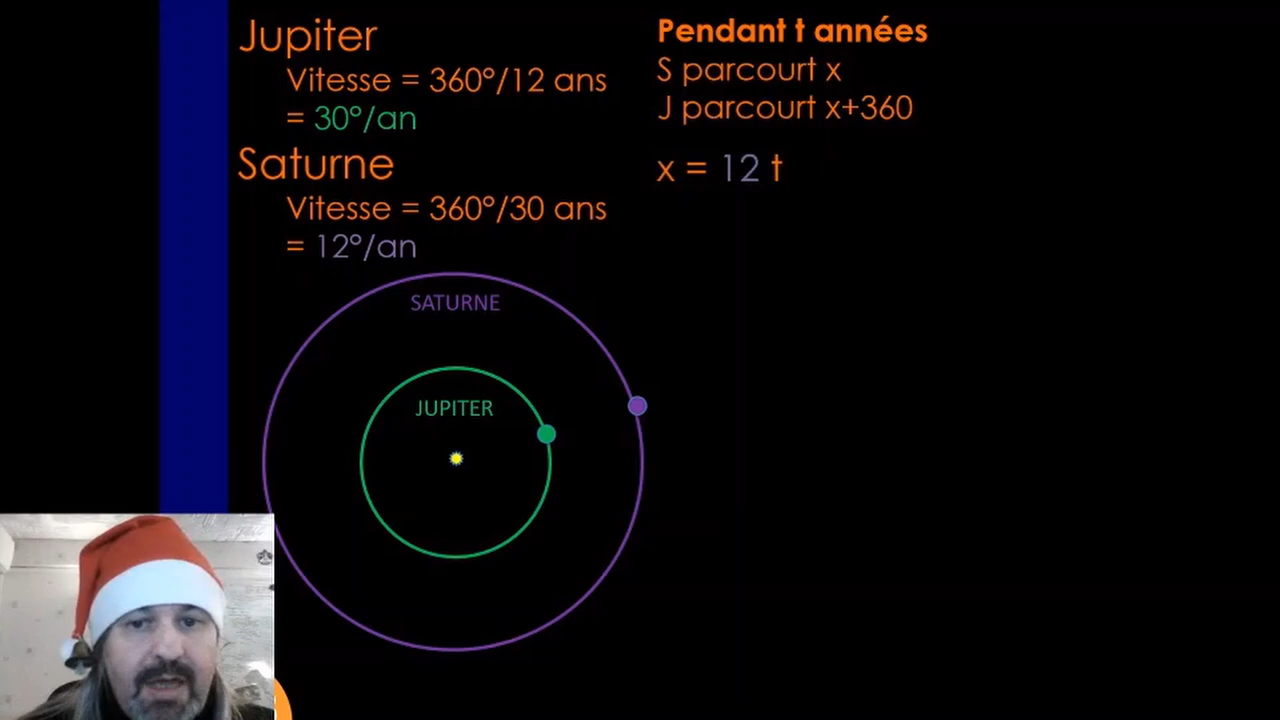 Jupiter
Vitesse = 360°/12 ans
= 30°/an
Saturne
Vitesse = 360°/30 ans
= 12°/an
Pendant t années
S parcourt x
J parcourt x+360
x = 12 t
SATURNE
JUPITER